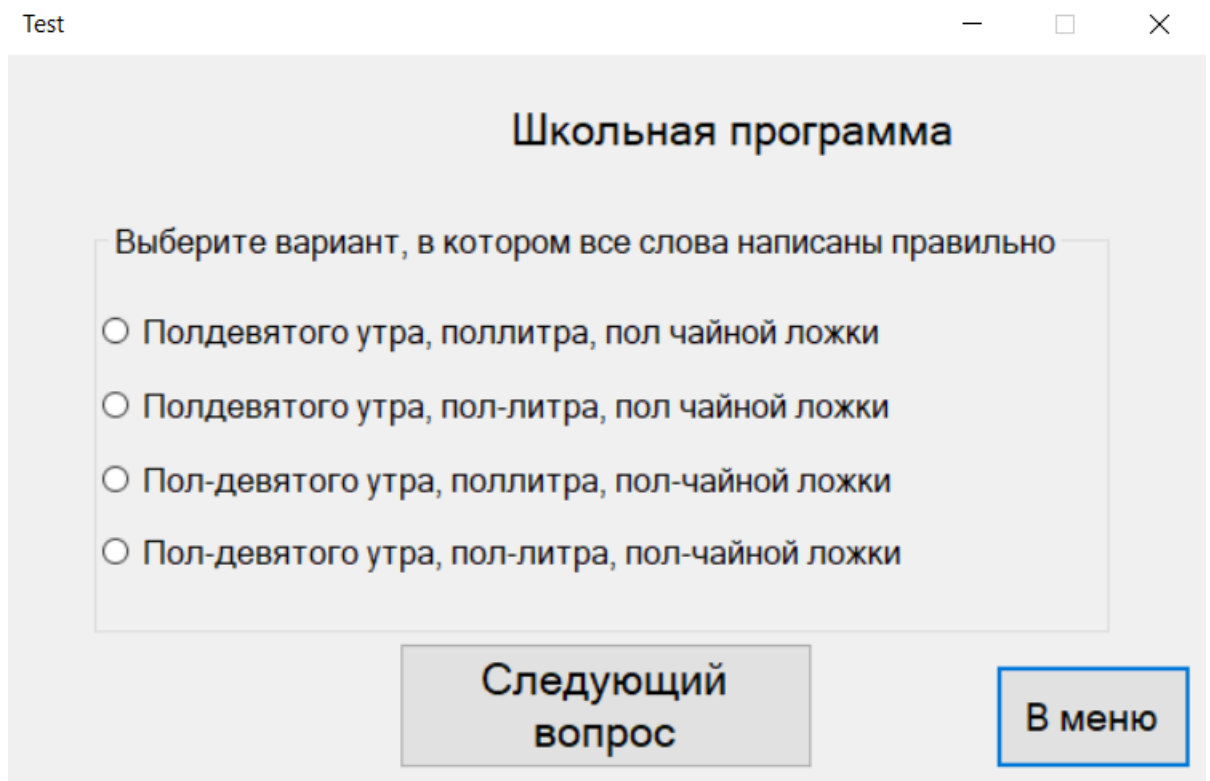 Test
Школьная программа
Выберите вариант, в котором все слова написаны правильно
Полдевятого утра, поллитра, пол чайной ложки
Полдевятого утра, пол-литра, пол чайной ложки
Пол-девятого утра, поллитра, пол-чайной ложки
Пол-девятого утра, пол-литра, пол-чайной ложки
Следующий
вопрос
В меню